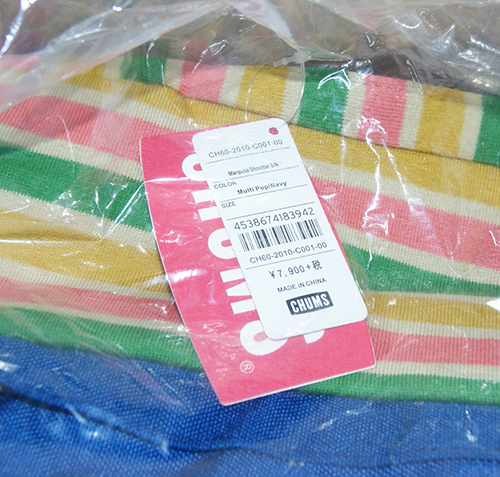 CH60-2010-C001-00
Marquse Shoulder S/N
COLOR
Multi Pop/Navy
SIZE
4538674183942
CH60-2010-C001-00
¥7,900+税
MADE IN CHINA
CHUMS
CHUMS
®